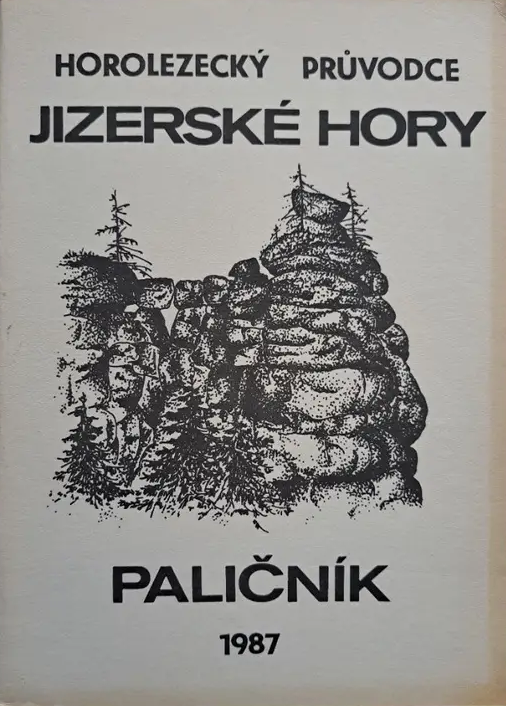 HOROLEZECKÝ PRŮVODCE
JIZERSKÉ HORY
PALIČNÍK
1987